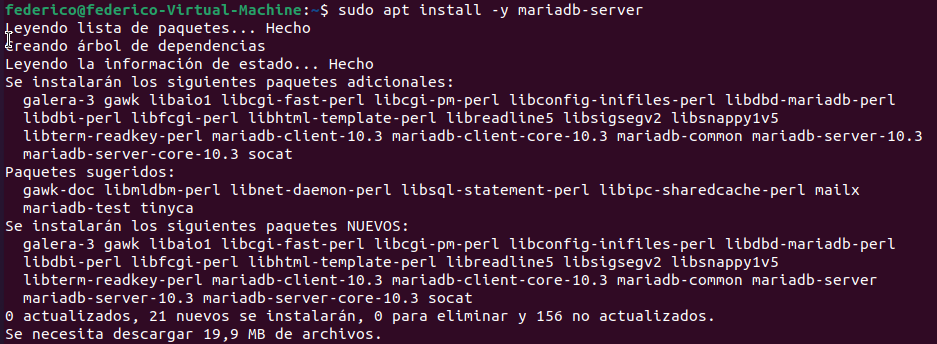 federico@federico-Virtual-Machine:~$ sudo apt install -y mariadb-server
Leyendo lista de paquetes... Hecho
Creando árbol de dependencias
Leyendo la información de estado... Hecho
Se instalarán los siguientes paquetes adicionales:
  galera-3 gawk libaio1 libcgi-fast-perl libcgi-pm-perl libconfig-inifiles-perl libdbd-mariadb-perl
  libdbi-perl libfcgi-perl libhtml-template-perl libreadline5 libsigsegv2 libsnappy1v5
  libterm-readkey-perl mariadb-client-10.3 mariadb-client-core-10.3 mariadb-common mariadb-server-10.3
  mariadb-server-core-10.3 socat
Paquetes sugeridos:
  gawk-doc libmldbm-perl libnet-daemon-perl libsql-statement-perl libipc-sharedcache-perl mailx
  mariadb-test tinyca
Se instalarán los siguientes paquetes NUEVOS:
  galera-3 gawk libaio1 libcgi-fast-perl libcgi-pm-perl libconfig-inifiles-perl libdbd-mariadb-perl
  libdbi-perl libfcgi-perl libhtml-template-perl libreadline5 libsigsegv2 libsnappy1v5
  libterm-readkey-perl mariadb-client-10.3 mariadb-client-core-10.3 mariadb-common mariadb-server
  mariadb-server-10.3 mariadb-server-core-10.3 socat
0 actualizados, 21 nuevos se instalarán, 0 para eliminar y 156 no actualizados.
Se necesita descargar 19,9 MB de archivos.